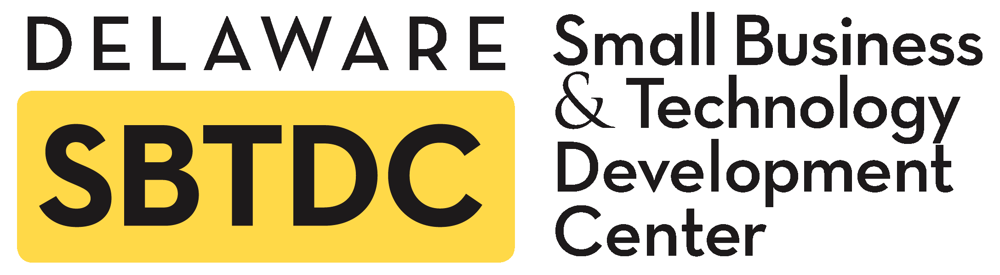 DELAWARE
SBTDC
Small Business
& Technology
Development
Center